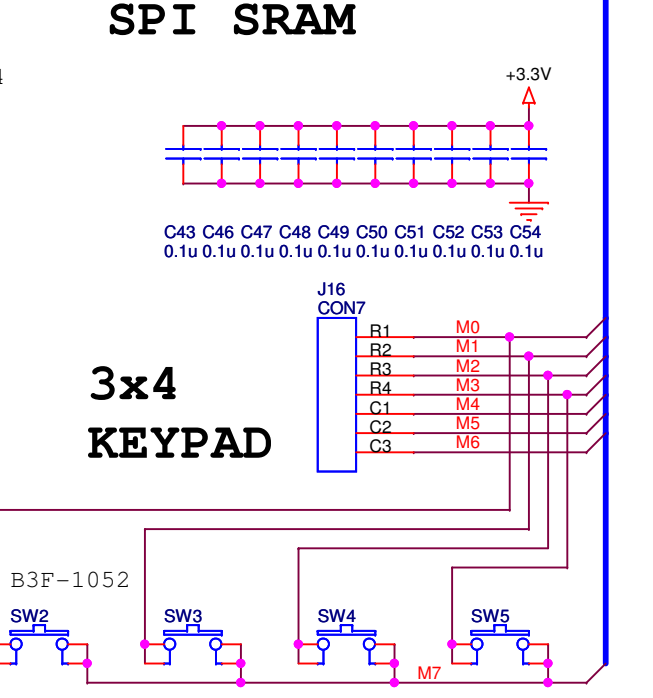 SPI SRAM
+3.3V
C43 C46 C47 C48 C49 C50 C51 C52 C53 C54
0.1u 0.1u 0.1u 0.1u 0.1u 0.1u 0.1u 0.1u 0.1u 0.1u
J16
CON7
R1 M0
R2 M1
R3 M2
R4 M3
C1 M4
C2 M5
C3 M6
3x4
KEYPAD
B3F-1052
SW2 SW3 SW4 SW5
M7